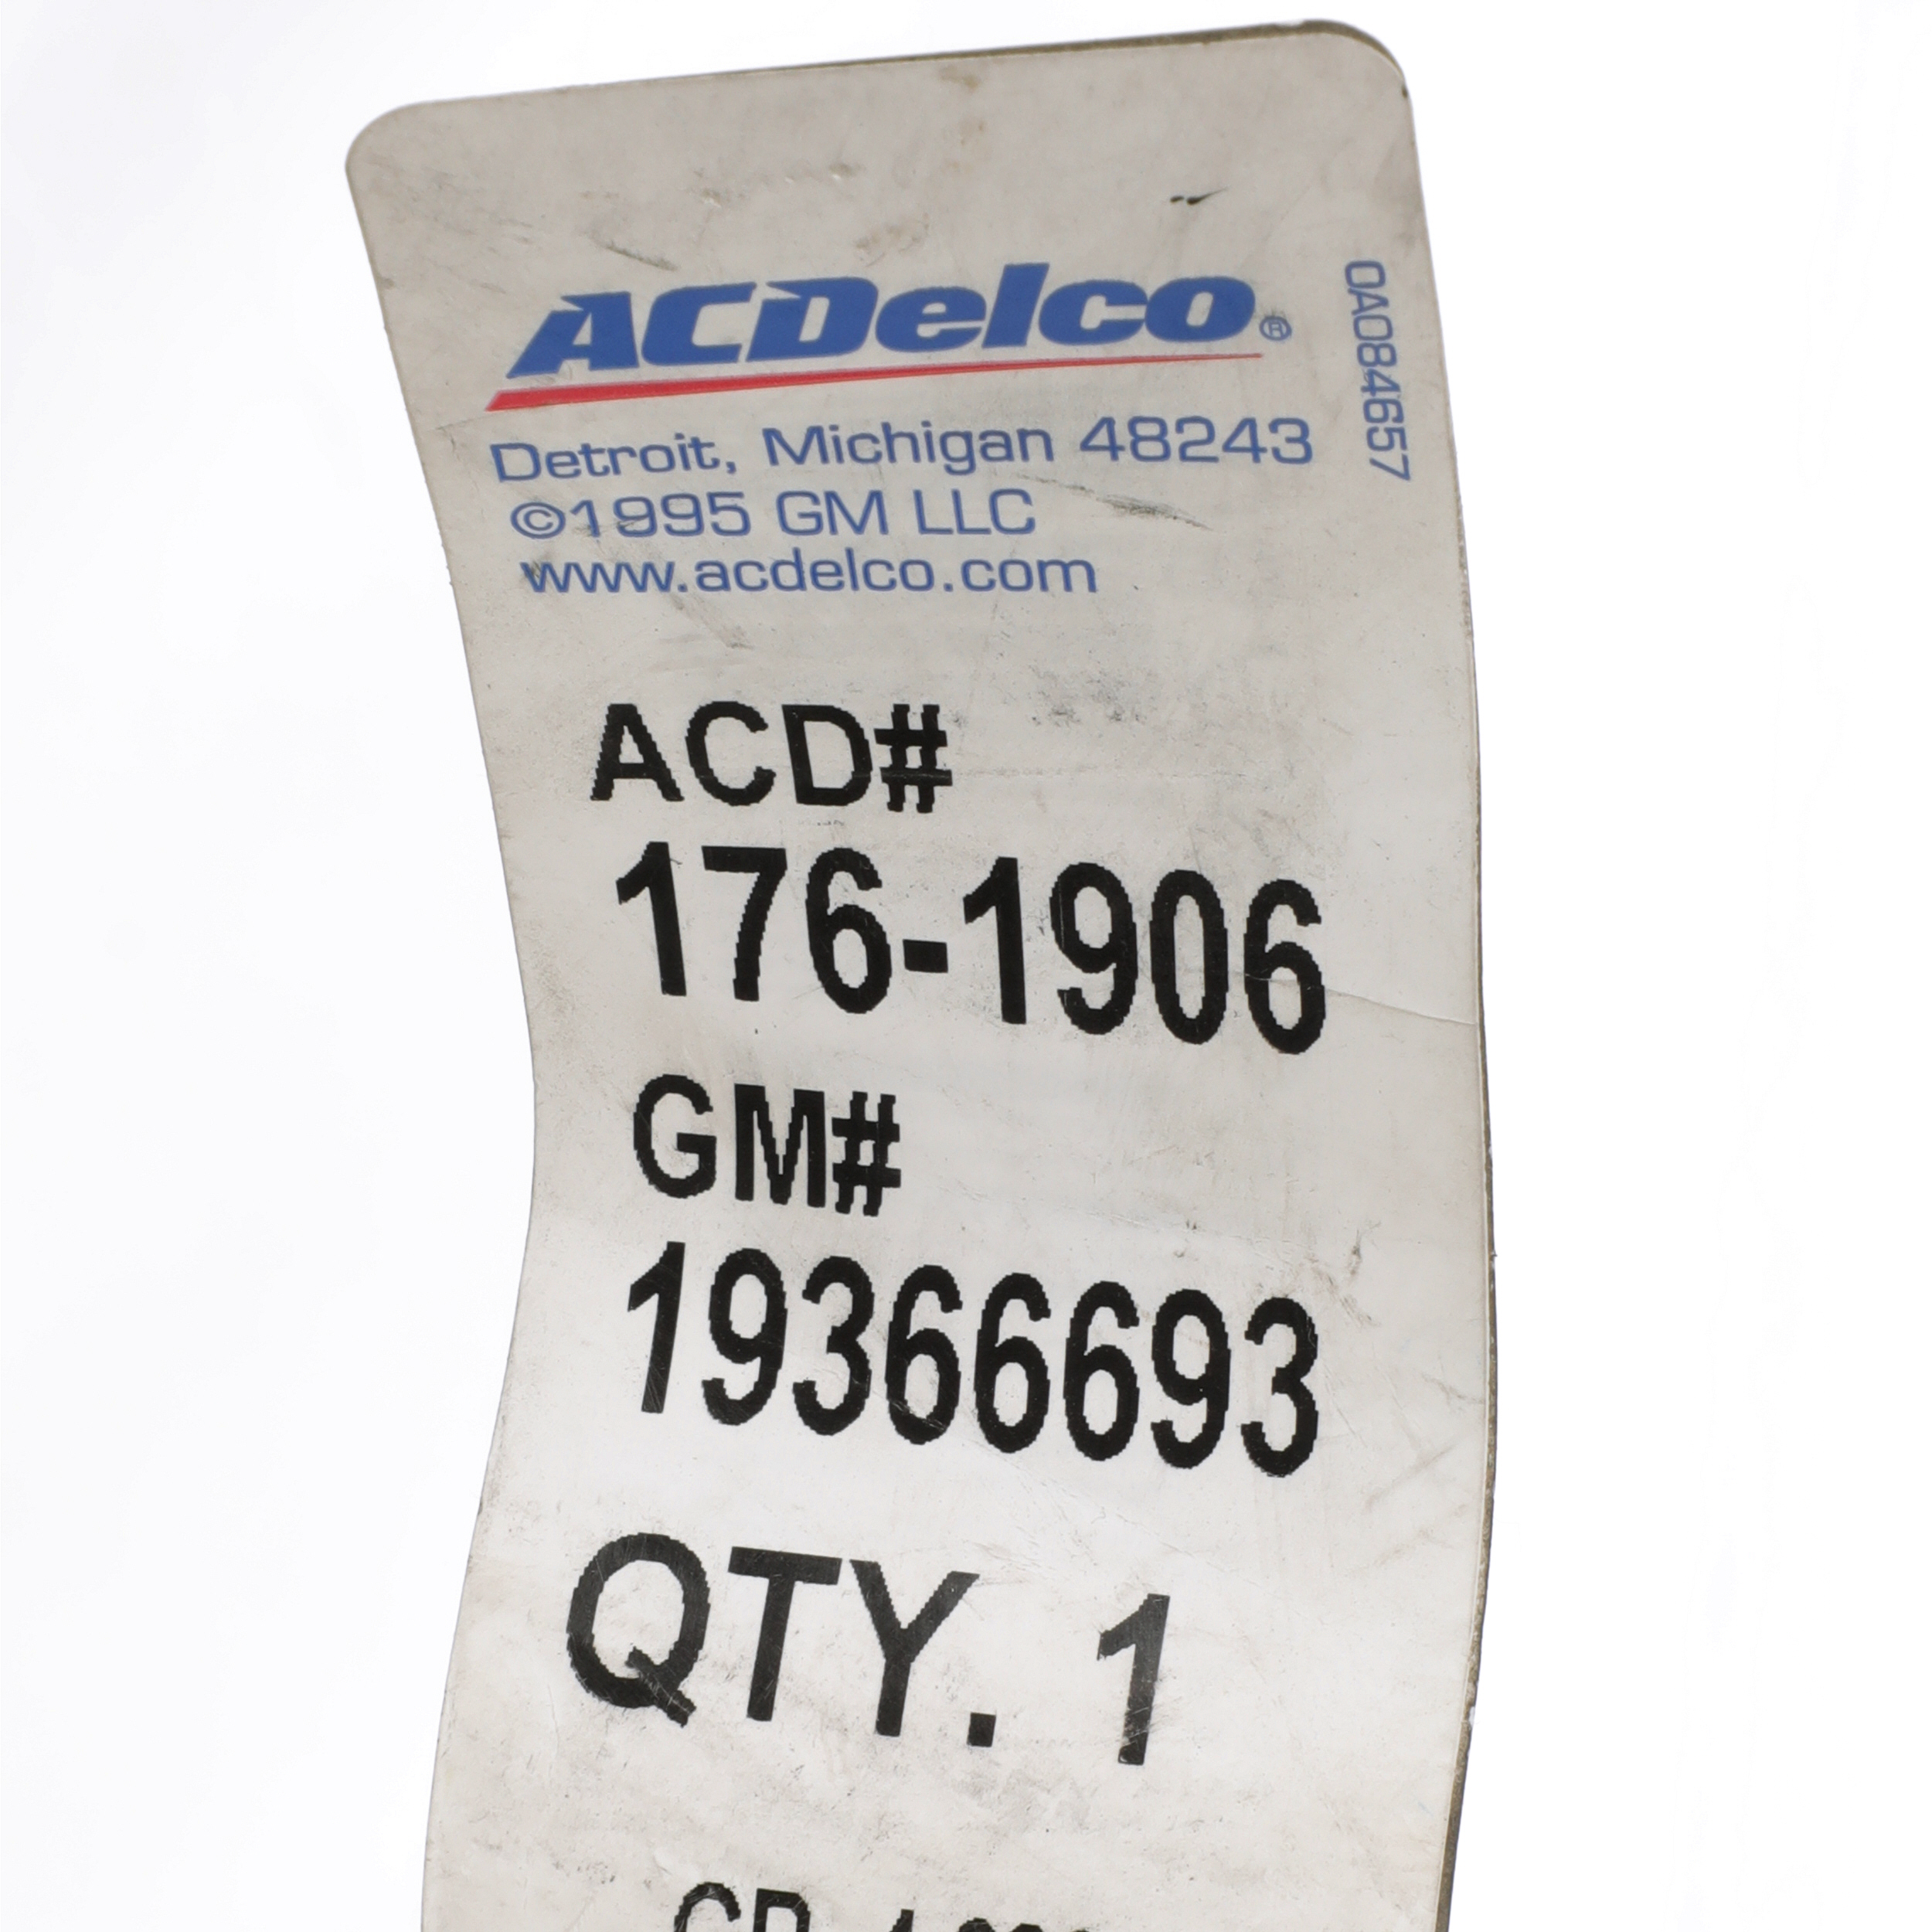 ACDelco®
0A084657
Detroit, Michigan 48243
©1995 GM LLC
www.acdelco.com
ACD#
176-1906
GM#
19366693
QTY. 1